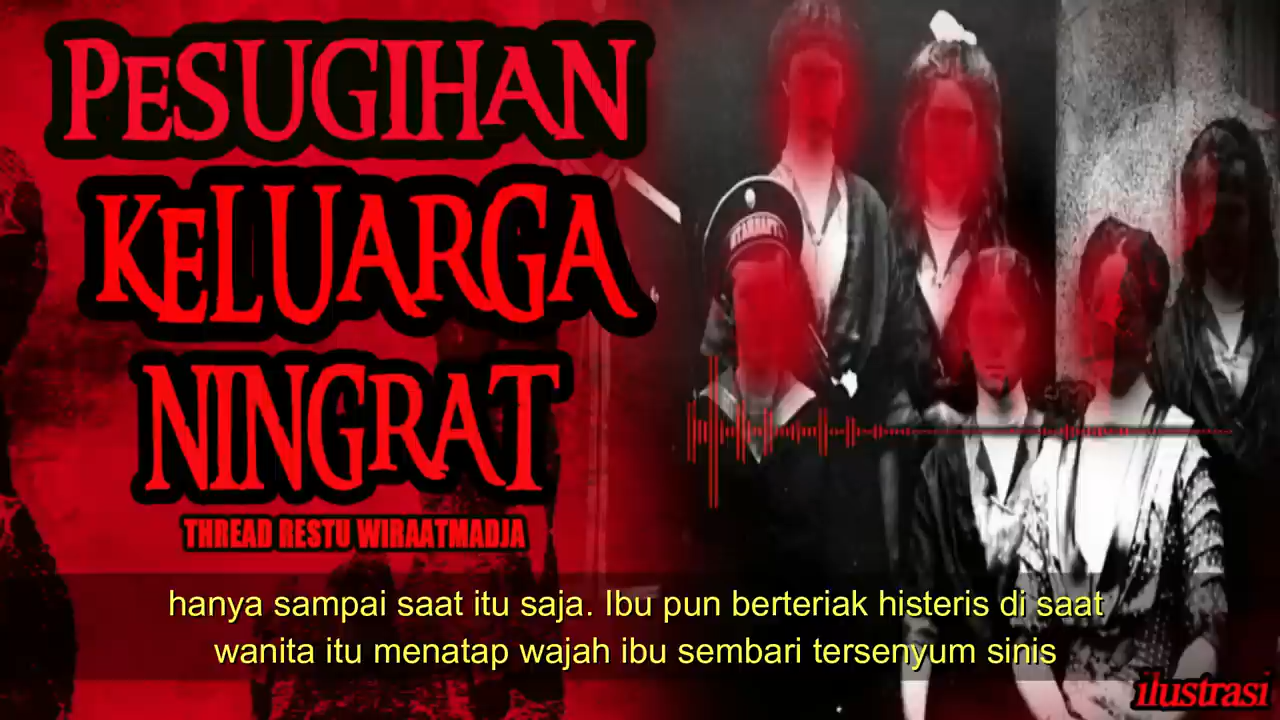 PESUGIHAN
KELUARGA
NINGRAT
THREAD RESTU WIRAATMADJA
hanya sampai saat itu saja. Ibu pun berteriak histeris di saat
wanita itu menatap wajah ibu sembari tersenyum sinis
ilustrasi